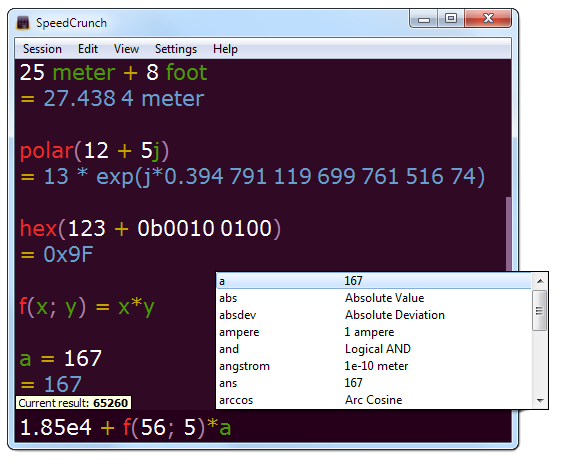 SpeedCrunch
Session Edit View Settings Help
25 meter + 8 foot
= 27.438 4 meter
polar(12 + 5j)
= 13 * exp(j*0.394 791 119 699 761 516 74)
hex(123 + 0b0010 0100)
= 0x9F
f(x; y) = x*y
a = 167
= 167
a 167
abs Absolute Value
absdev Absolute Deviation
ampere 1 ampere
and Logical AND
angstrom 1e-10 meter
ans 167
arccos Arc Cosine
Current result: 65260
1.85e4 + f(56; 5)*a